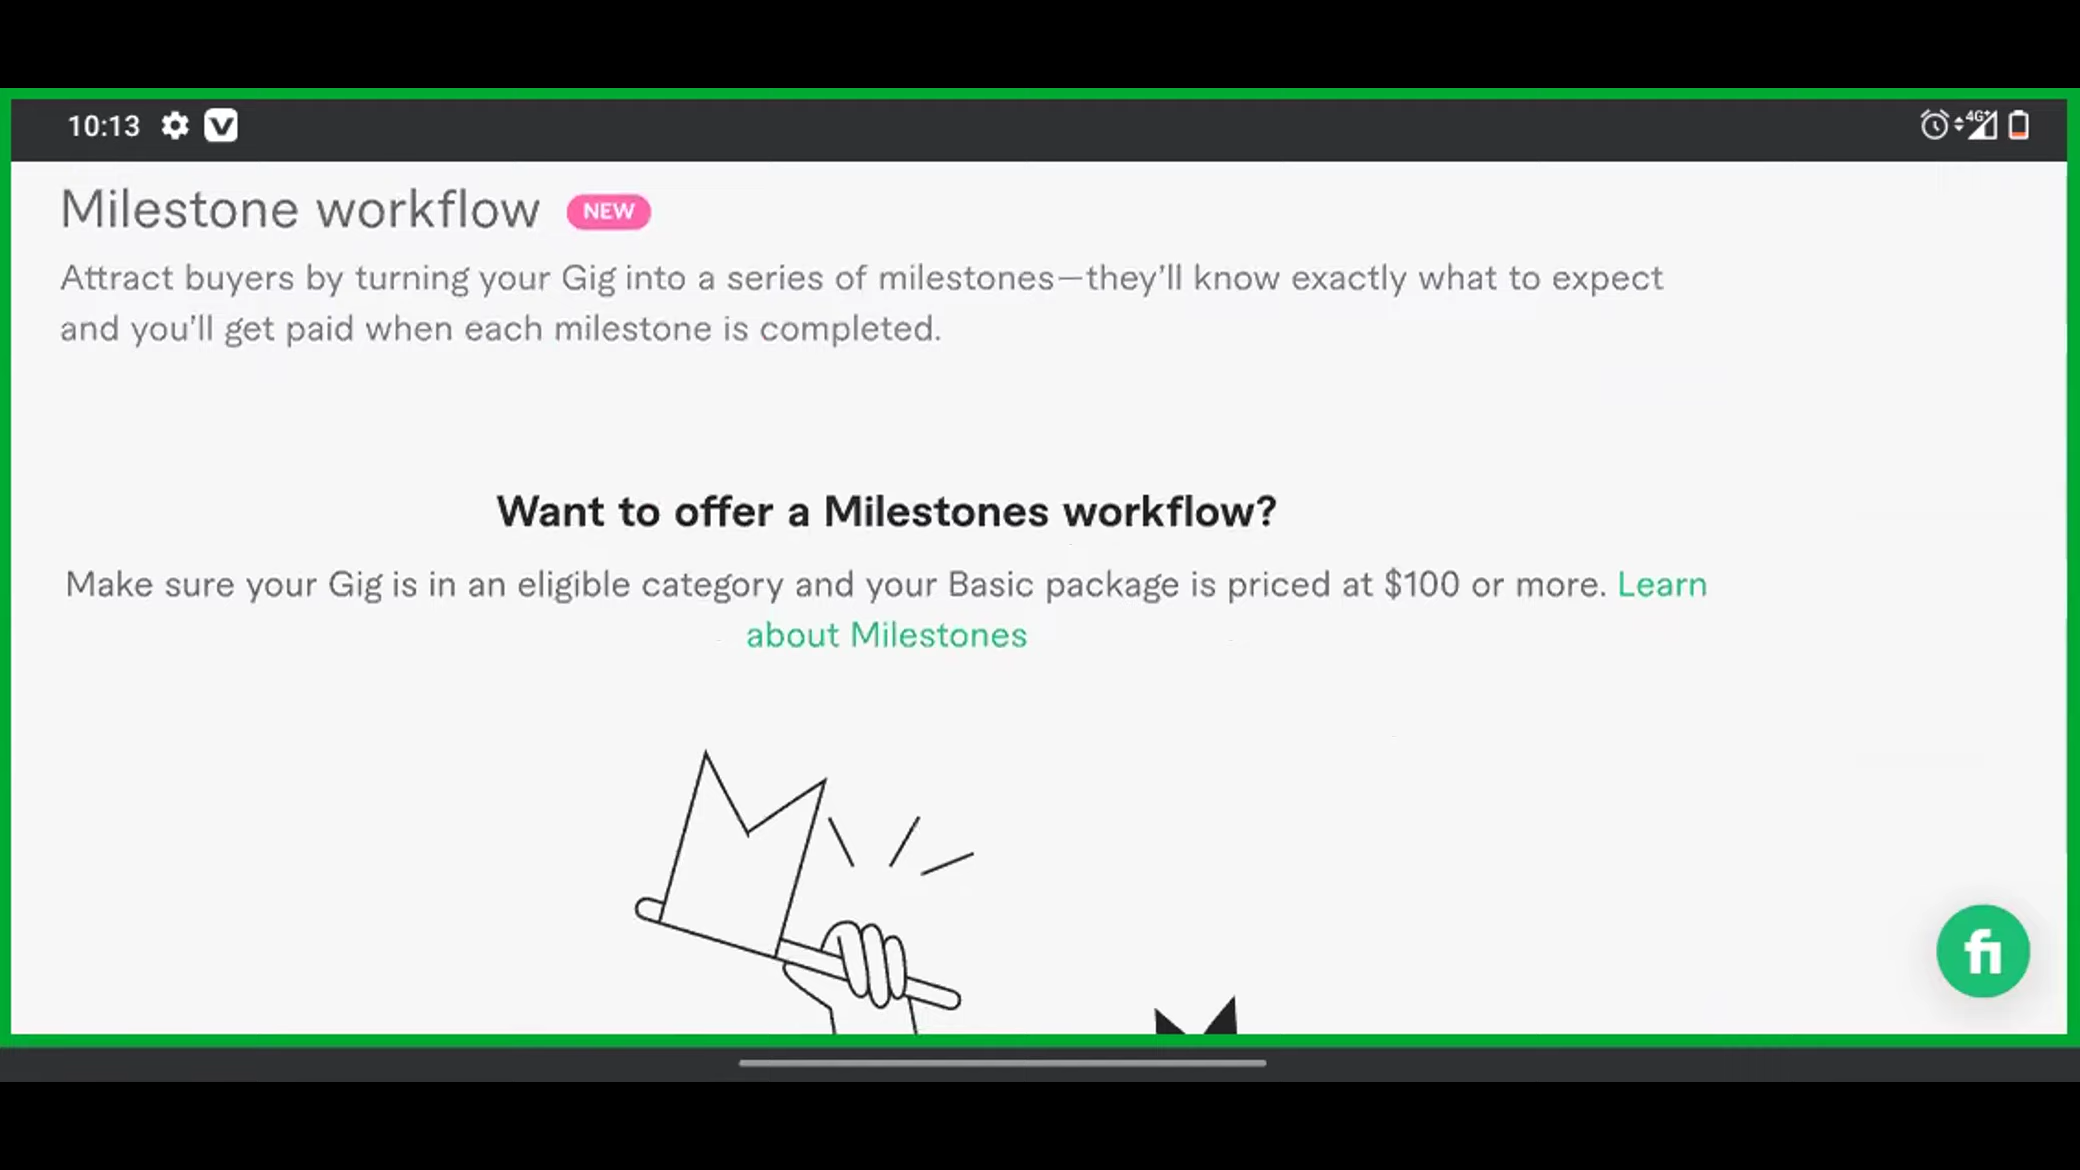 10:13
4G+
Milestone workflow NEW
Attract buyers by turning your Gig into a series of milestones—they'll know exactly what to expect
and you'll get paid when each milestone is completed.
Want to offer a Milestones workflow?
Make sure your Gig is in an eligible category and your Basic package is priced at $100 or more. Learn
about Milestones
fi